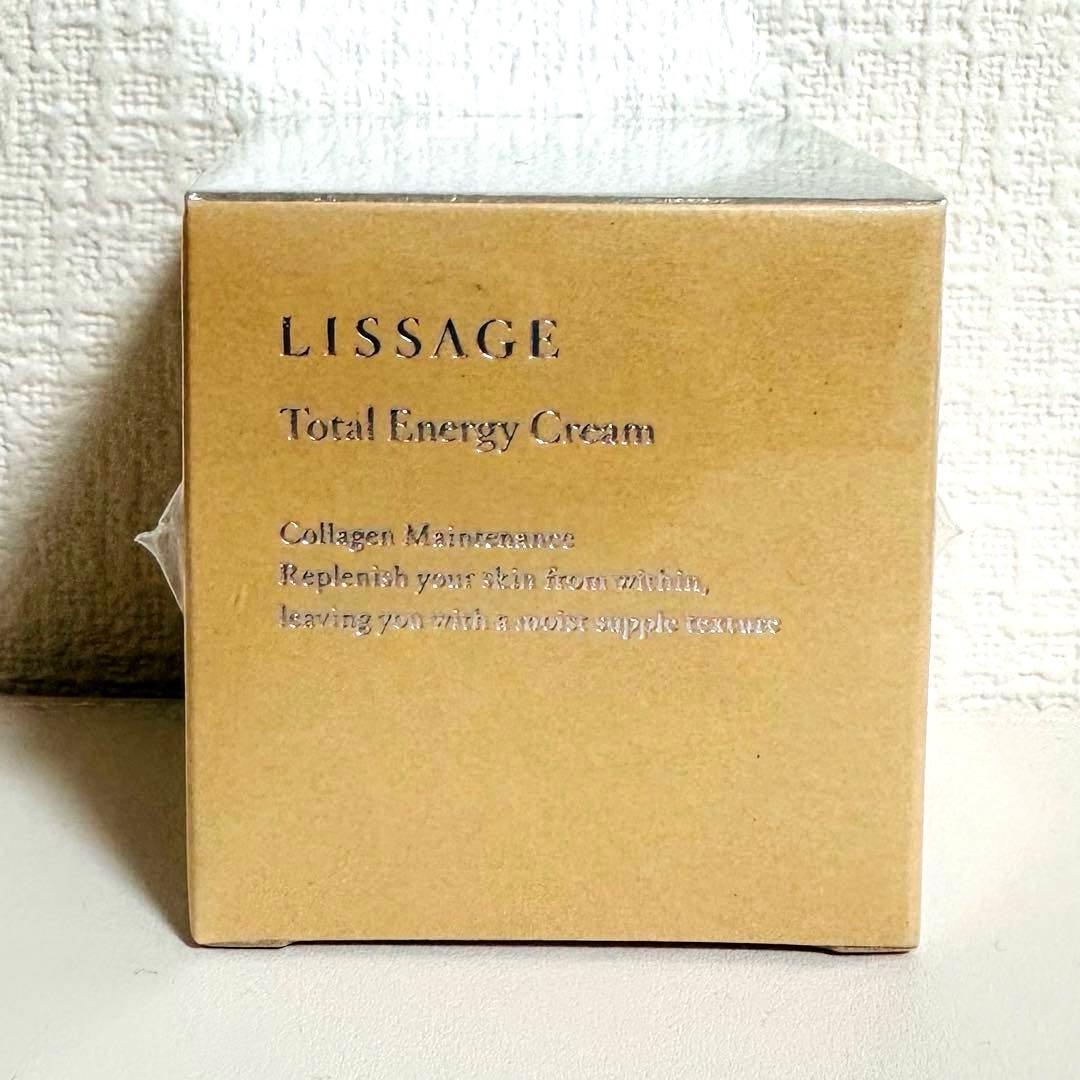 LISSAGE
Total Energy Cream
Collagen Maintenance
Replenish your skin from within,
leaving you with a moist supple texture